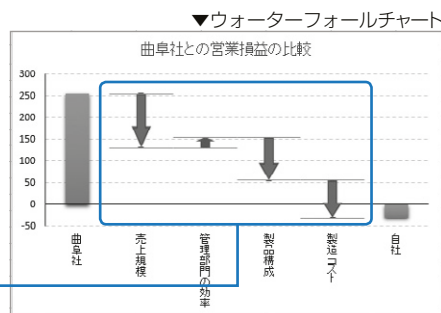 ▼ウォーターフォールチャート
曲阜社との営業損益の比較
300
250
200
150
100
50
0
-50
曲阜社
売上規模
管理部門の効率
製品構成
製造コスト
自社